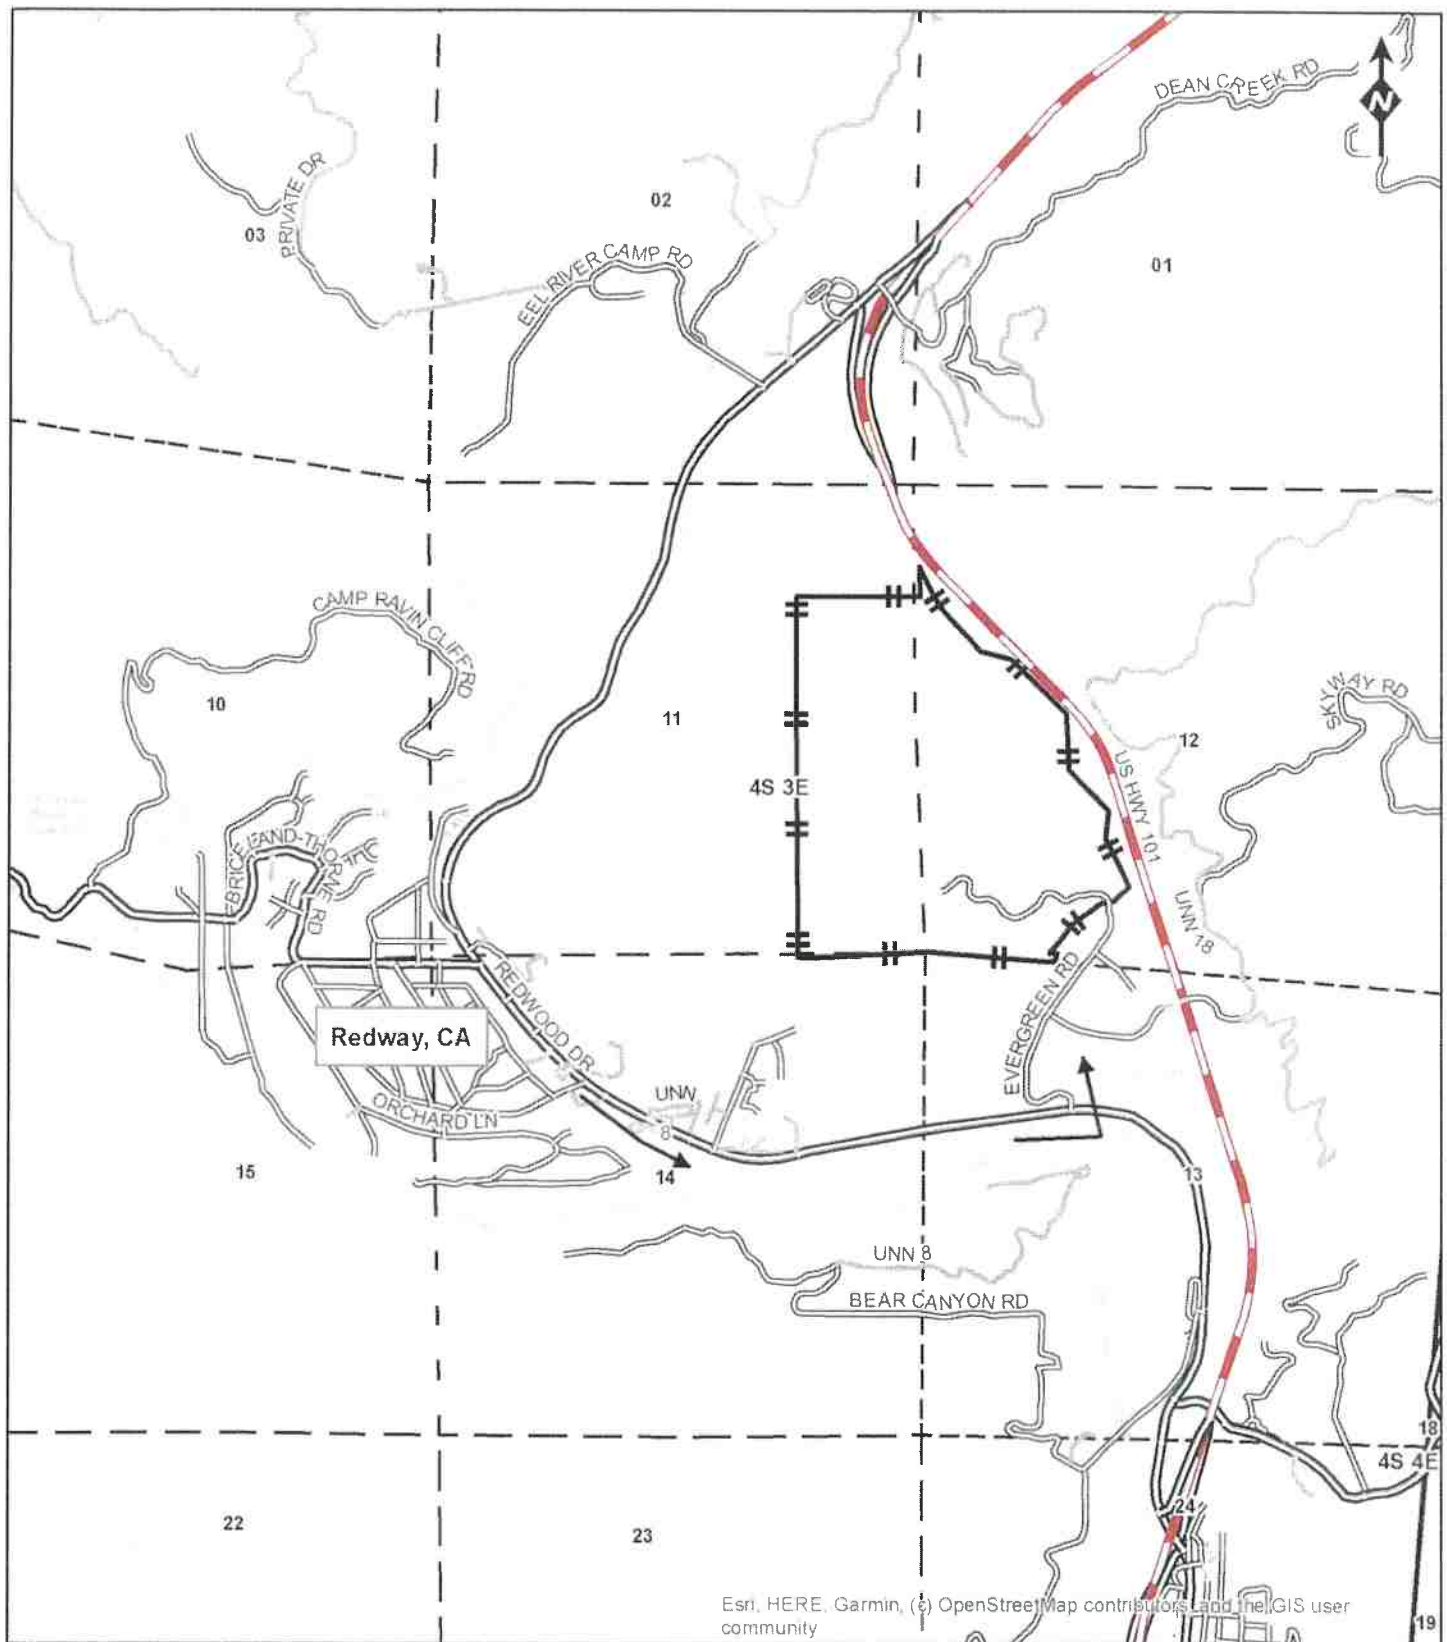 DEAN CREEK RD
N
PRIVATE DR
02
03
EEL RIVER CAMP RD
01
CAMP RAVIN CLIFF RD
10
11
12
SKYWAY RD
4S 3E
US HWY 101
BRICELAND-THORNE RD
UNN 18
REDWOOD DR
Redway, CA
EVERGREEN RD
UNN
8
ORCHARD LN
15
14
13
UNN 8
BEAR CANYON RD
18
4S 4E
24
22
23
Esri, HERE, Garmin, (c) OpenStreetMap contributors, and the GIS user
community
19